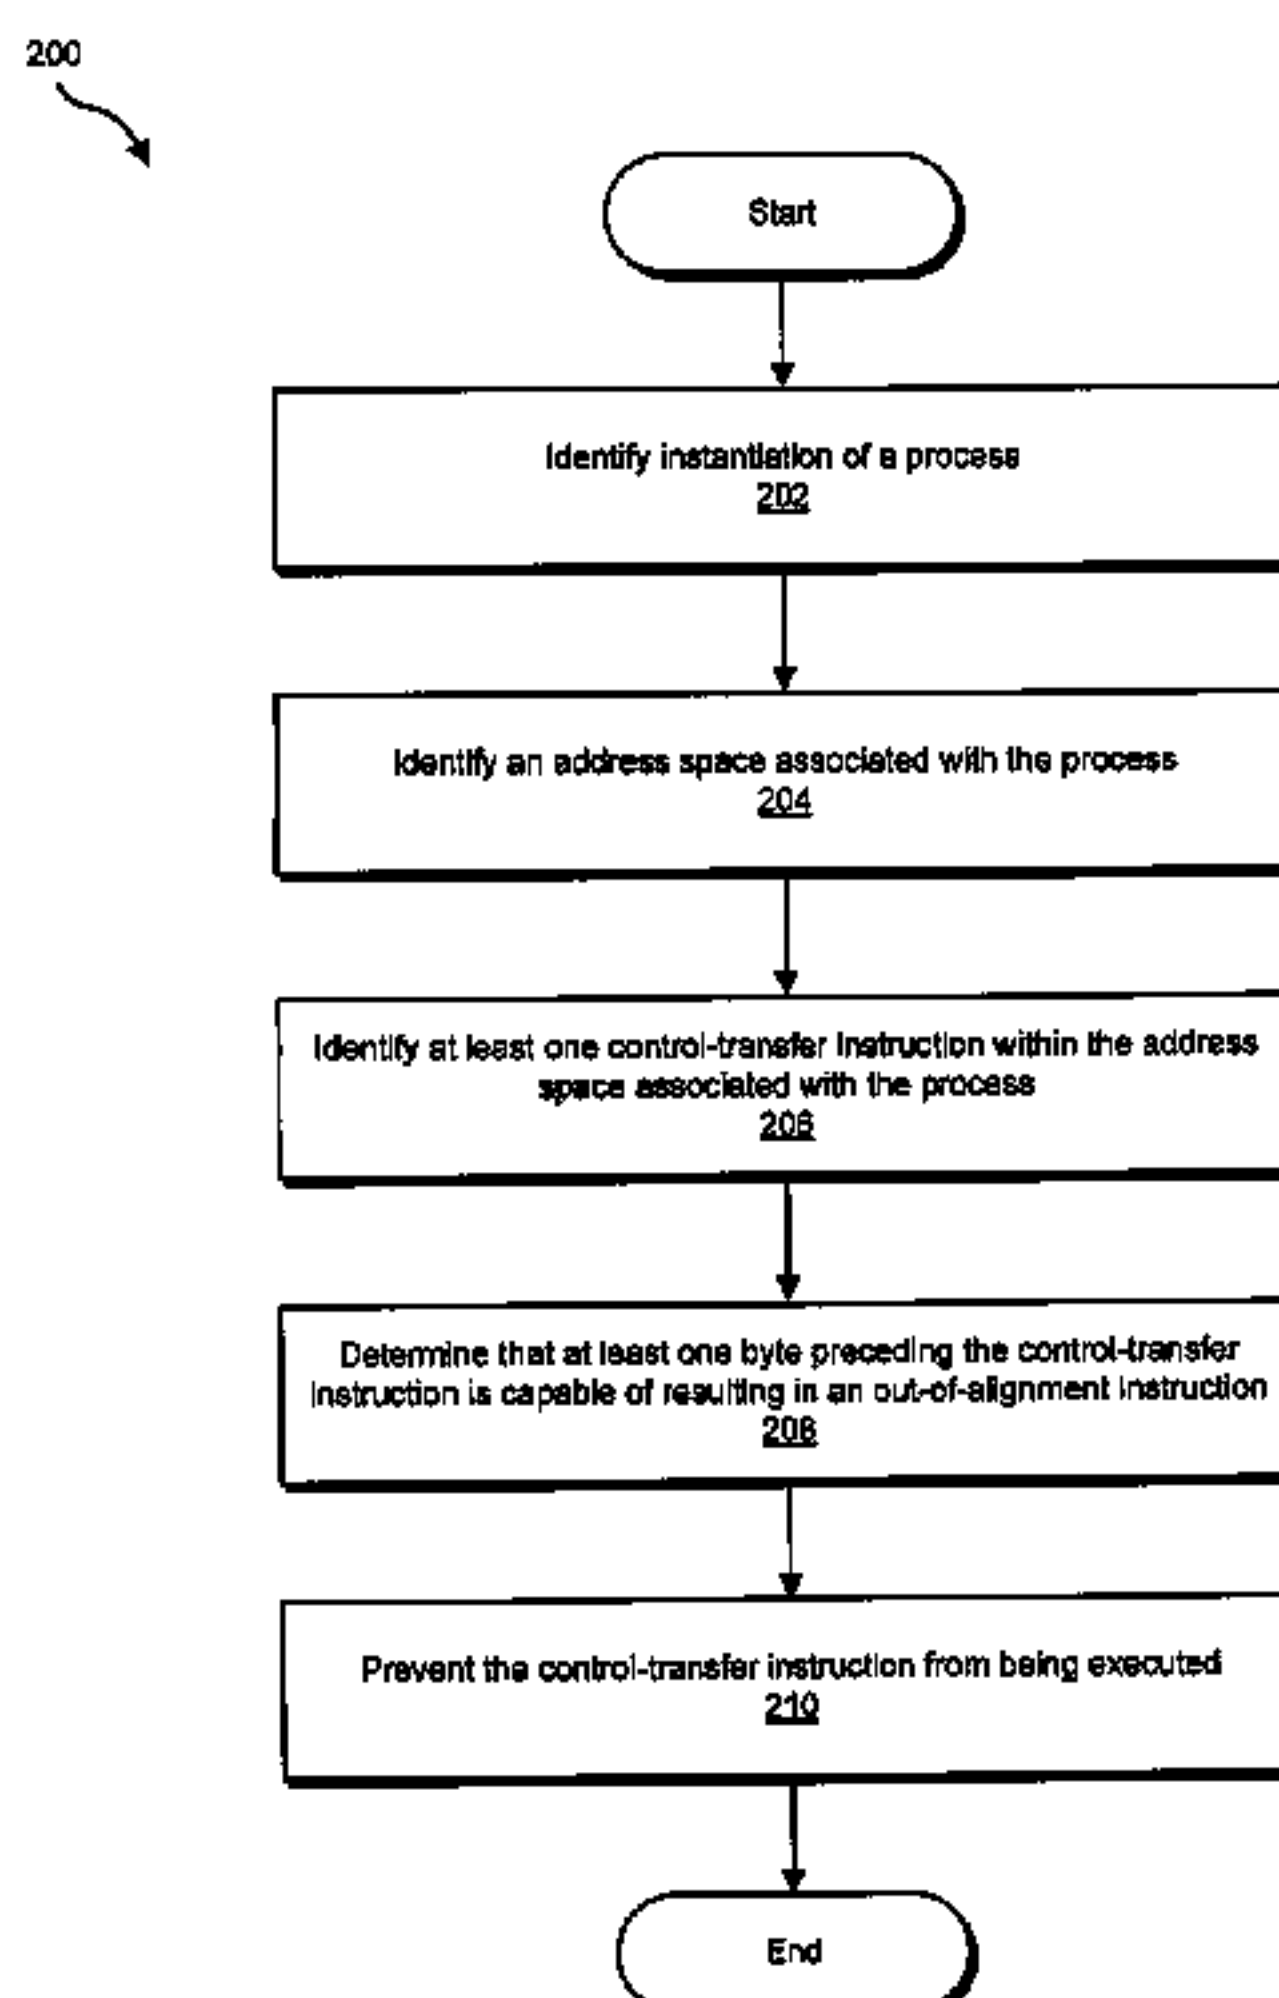 200
Start
Identify instantiation of a process
202
Identify an address space associated with the process
204
Identify at least one control-transfer instruction within the address
space associated with the process
206
Determine that at least one byte preceding the control-transfer
instruction is capable of resulting in an out-of-alignment instruction
208
Prevent the control-transfer instruction from being executed
210
End